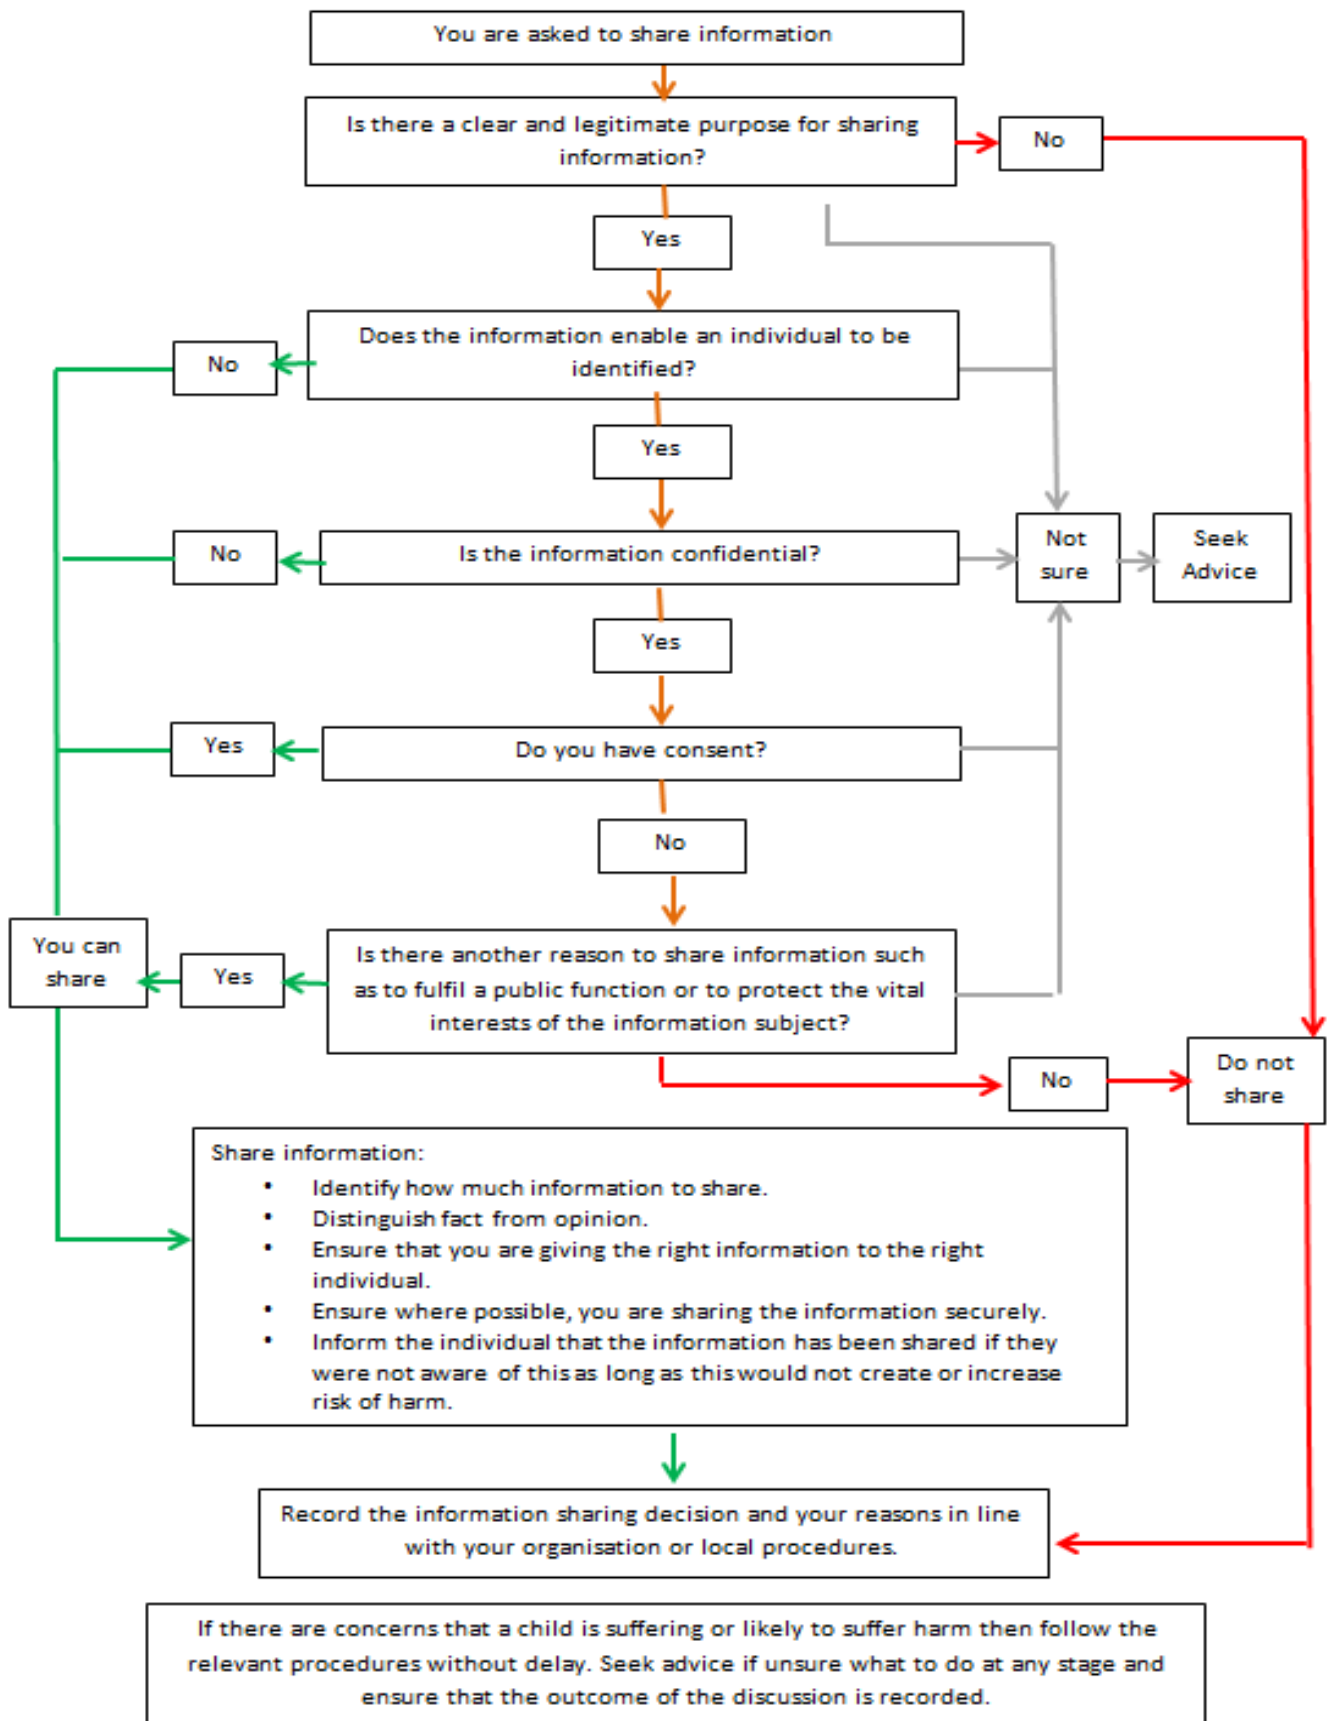 You are asked to share information
Is there a clear and legitimate purpose for sharing
information?
No
Yes
Does the information enable an individual to be
identified?
No
Yes
Is the information confidential?
No
Not
sure
Seek
Advice
Yes
Do you have consent?
Yes
No
You can
share
Yes
Is there another reason to share information such
as to fulfil a public function or to protect the vital
interests of the information subject?
No
Do not
share
Share information:
• Identify how much information to share.
• Distinguish fact from opinion.
• Ensure that you are giving the right information to the right
individual.
• Ensure where possible, you are sharing the information securely.
• Inform the individual that the information has been shared if they
were not aware of this as long as this would not create or increase
risk of harm.
Record the information sharing decision and your reasons in line
with your organisation or local procedures.
If there are concerns that a child is suffering or likely to suffer harm then follow the
relevant procedures without delay. Seek advice if unsure what to do at any stage and
ensure that the outcome of the discussion is recorded.